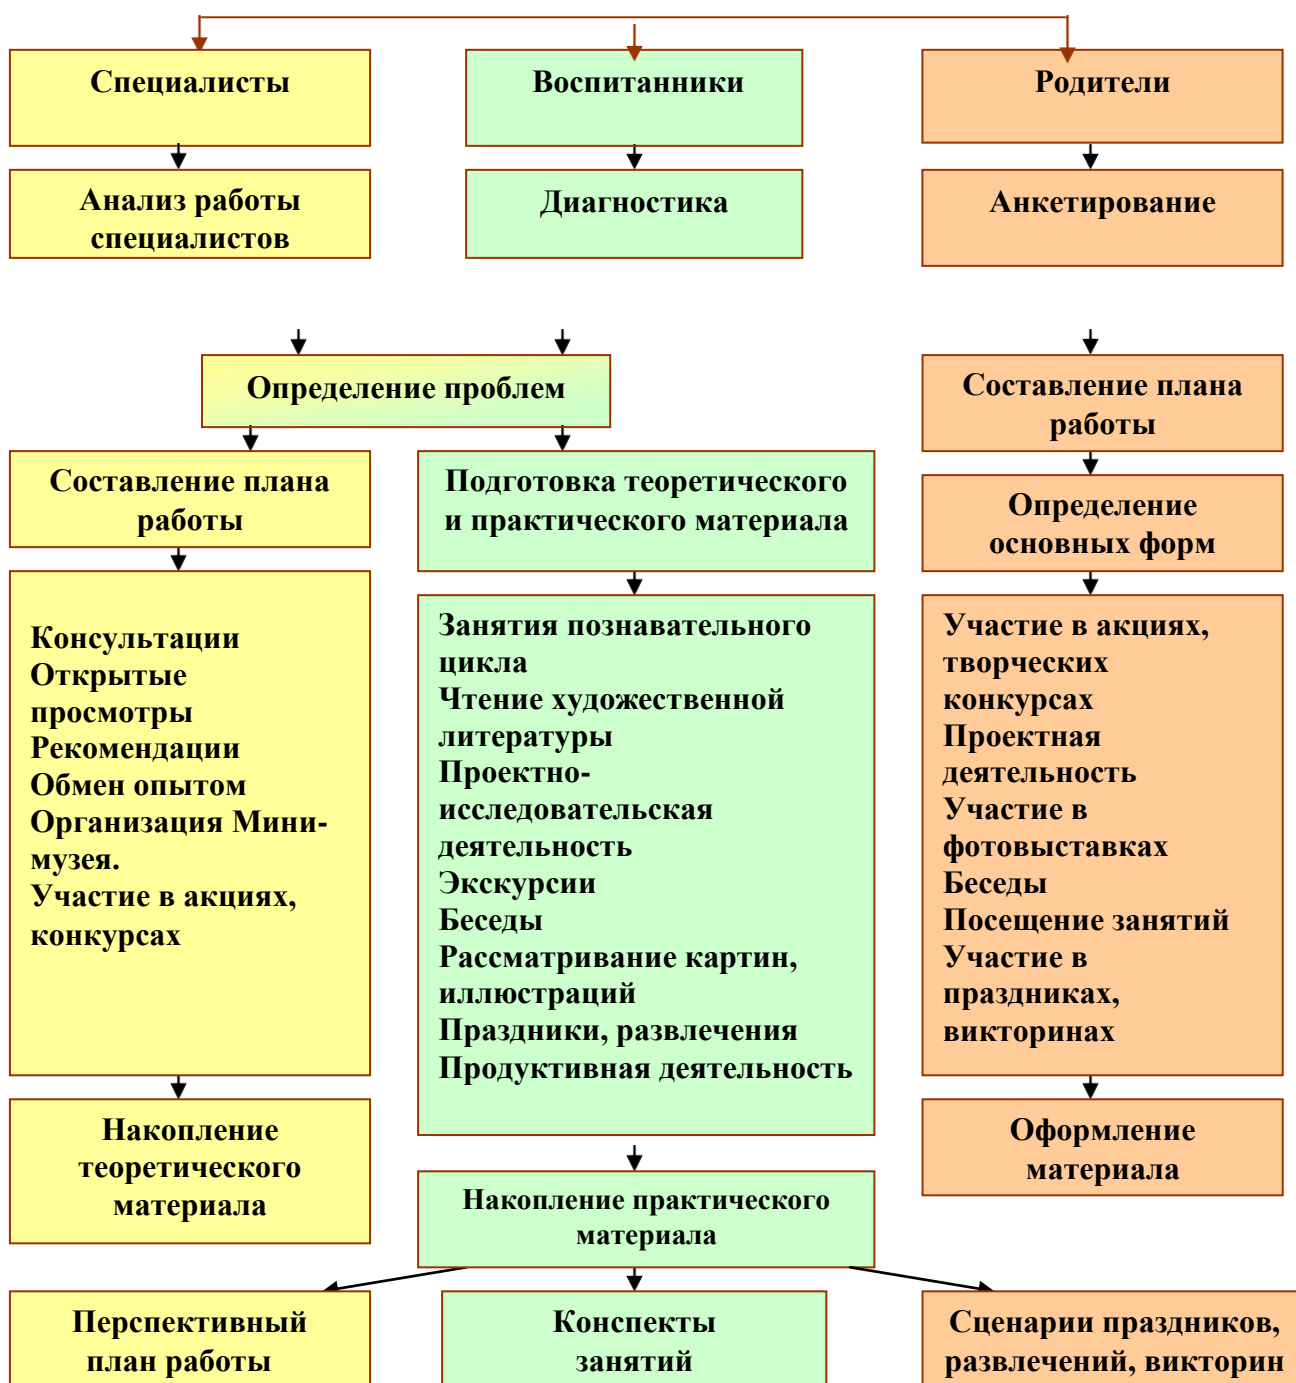 Специалисты
Воспитанники
Родители
Анализ работы
специалистов
Диагностика
Анкетирование
Определение проблем
Составление плана
работы
Составление плана
работы
Подготовка теоретического
и практического материала
Определение
основных форм
Консультации
Открытые
просмотры
Рекомендации
Обмен опытом
Организация Мини-
музея.
Участие в акциях,
конкурсах
Занятия познавательного
цикла
Чтение художественной
литературы
Проектно-
исследовательская
деятельность
Экскурсии
Беседы
Рассматривание картин,
иллюстраций
Праздники, развлечения
Продуктивная деятельность
Участие в акциях,
творческих
конкурсах
Проектная
деятельность
Участие в
фотовыставках
Беседы
Посещение занятий
Участие в
праздниках,
викторинах
Накопление
теоретического
материала
Накопление практического
материала
Оформление
материала
Перспективный
план работы
Конспекты
занятий
Сценарии праздников,
развлечений, викторин